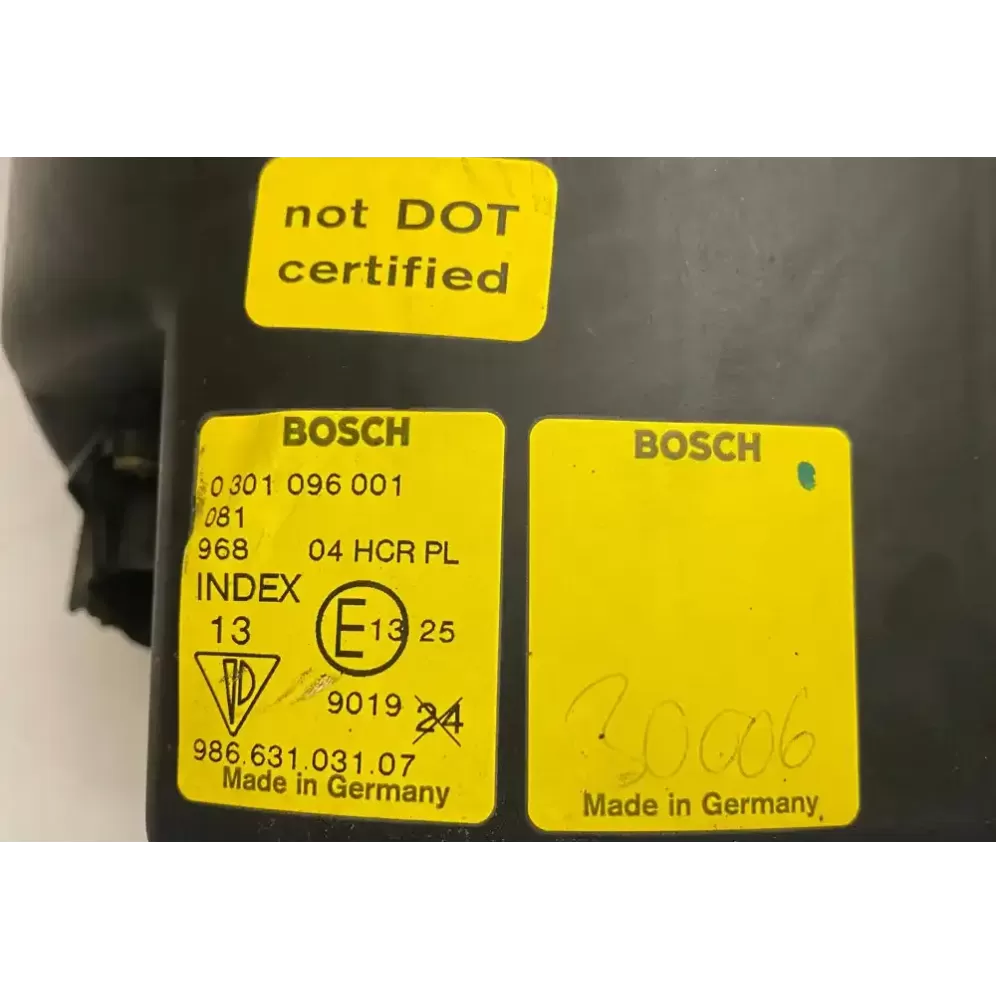 not DOT
certified
BOSCH
0 301 096 001
081
968 04 HCR PL
INDEX
13
E 13 25
9019 24
986.631.031.07
Made in Germany
BOSCH
30006
Made in Germany